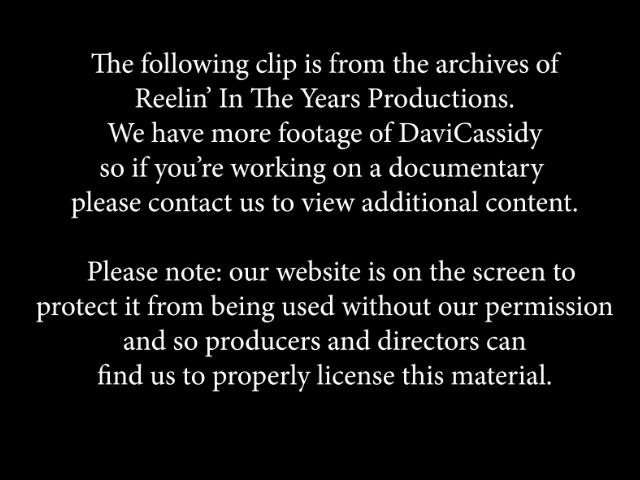 The following clip is from the archives of
Reelin’ In The Years Productions.
We have more footage of DaviCassidy
so if you’re working on a documentary
please contact us to view additional content.
Please note: our website is on the screen to
protect it from being used without our permission
and so producers and directors can
find us to properly license this material.